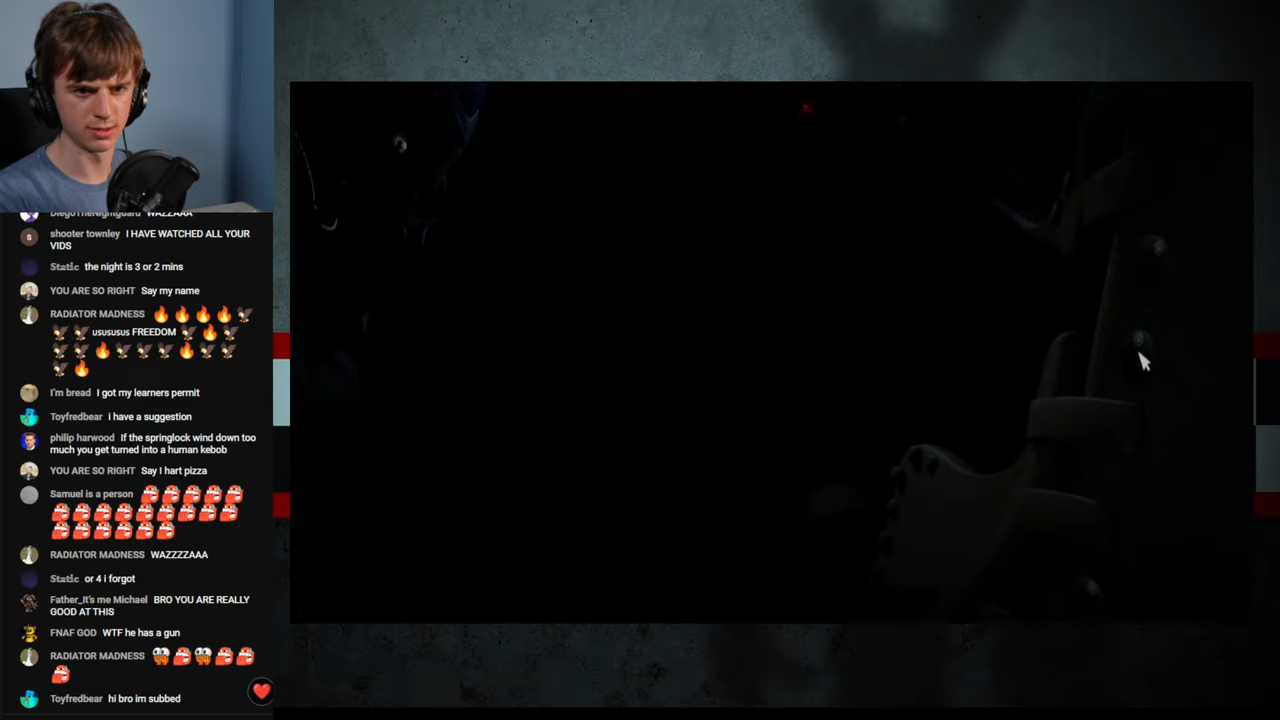 DiegoTheNightguard WAZZAAA
shooter townley I HAVE WATCHED ALL YOUR
VIDS
S
Static the night is 3 or 2 mins
YOU ARE SO RIGHT Say my name
RADIATOR MADNESS 🔥🔥🔥🔥🦅
🦅🦅 ususususus FREEDOM 🦅🔥🦅
🦅🦅🔥🦅🦅🦅🔥🦅🦅
🦅🔥
I'm bread I got my learners permit
Toyfredbear i have a suggestion
philip harwood If the springlock wind down too
much you get turned into a human kebob
YOU ARE SO RIGHT Say I hart pizza
Samuel is a person
RADIATOR MADNESS WAZZZZAAA
Static or 4 i forgot
Father_It's me Michael BRO YOU ARE REALLY
GOOD AT THIS
FNAF GOD WTF he has a gun
RADIATOR MADNESS
Toyfredbear hi bro im subbed